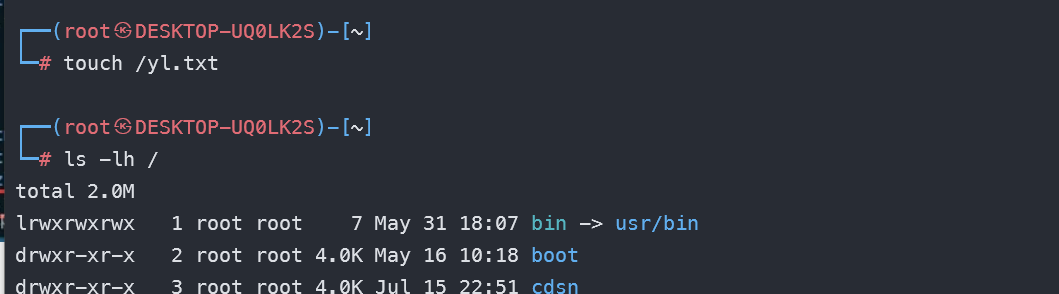 ┌──(root㉿DESKTOP-UQ0LK2S)-[~]
└─# touch /yl.txt
┌──(root㉿DESKTOP-UQ0LK2S)-[~]
└─# ls -lh /
total 2.0M
lrwxrwxrwx   1 root root    7 May 31 18:07 bin -> usr/bin
drwxr-xr-x   2 root root 4.0K May 16 10:18 boot
drwxr-xr-x   3 root root 4.0K Jul 15 22:51 cdsn